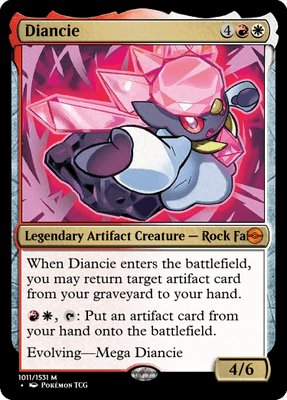 Diancie 4
Legendary Artifact Creature — Rock Fa
When Diancie enters the battlefield,
you may return target artifact card
from your graveyard to your hand.
, : Put an artifact card from
your hand onto the battlefield.
Evolving—Mega Diancie
4/6
1011/1531 M
• Pokémon TCG